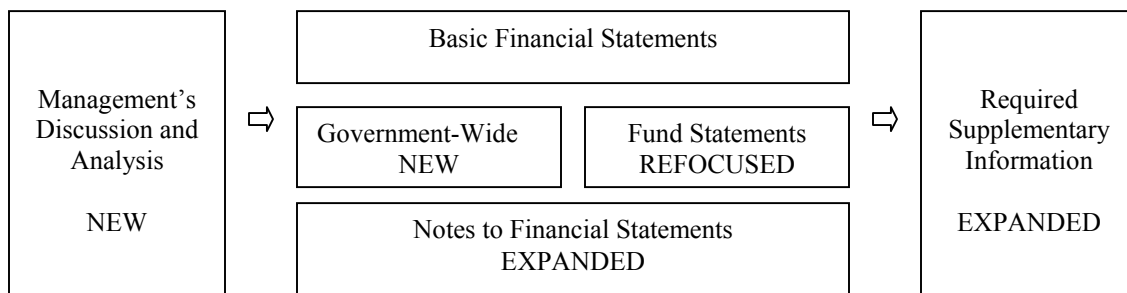 Management’s
Discussion and
Analysis
NEW
Basic Financial Statements
Government-Wide
NEW
Fund Statements
REFOCUSED
Notes to Financial Statements
EXPANDED
Required
Supplementary
Information
EXPANDED